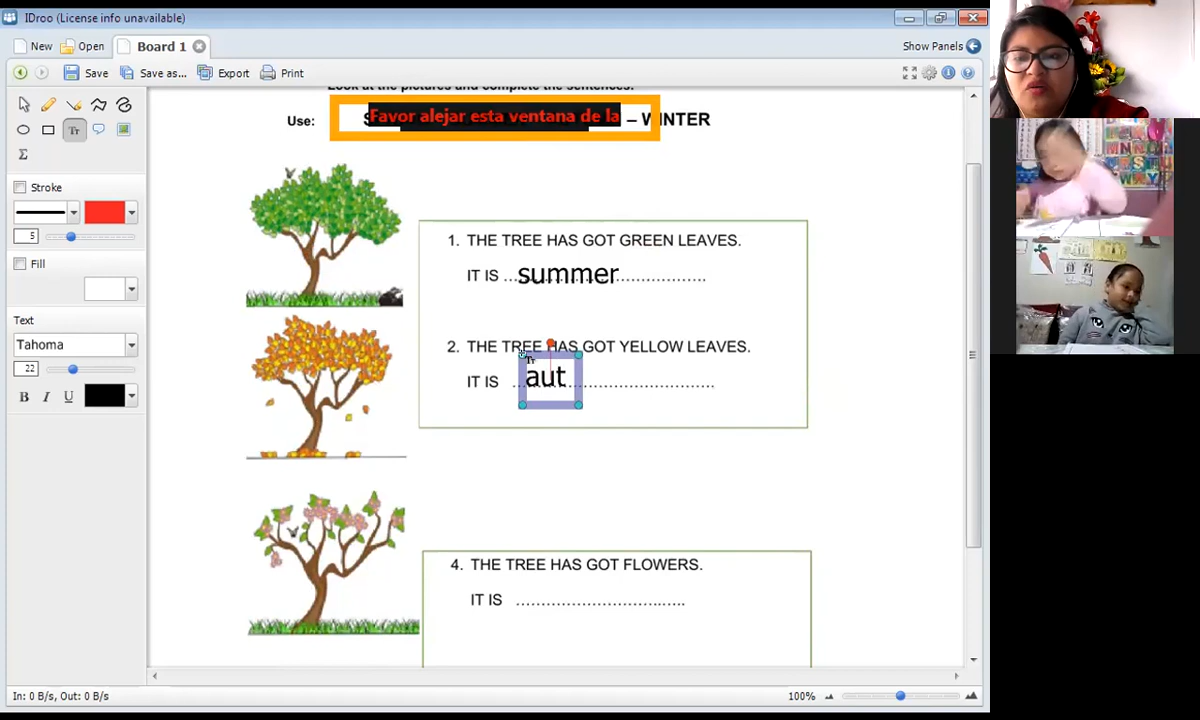 IDroo (License info unavailable)
New Open Board 1 Show Panels
Save Save as... Export Print
Look at the pictures and complete the sentences.
Use: Favor alejar esta ventana de la – WINTER
Stroke
5
Fill
Text
Tahoma
22
B I U
1. THE TREE HAS GOT GREEN LEAVES.
IT IS ...summer..................
2. THE TREE HAS GOT YELLOW LEAVES.
IT IS ...aut...........................
4. THE TREE HAS GOT FLOWERS.
IT IS ..................................
In: 0 B/s, Out: 0 B/s 100%